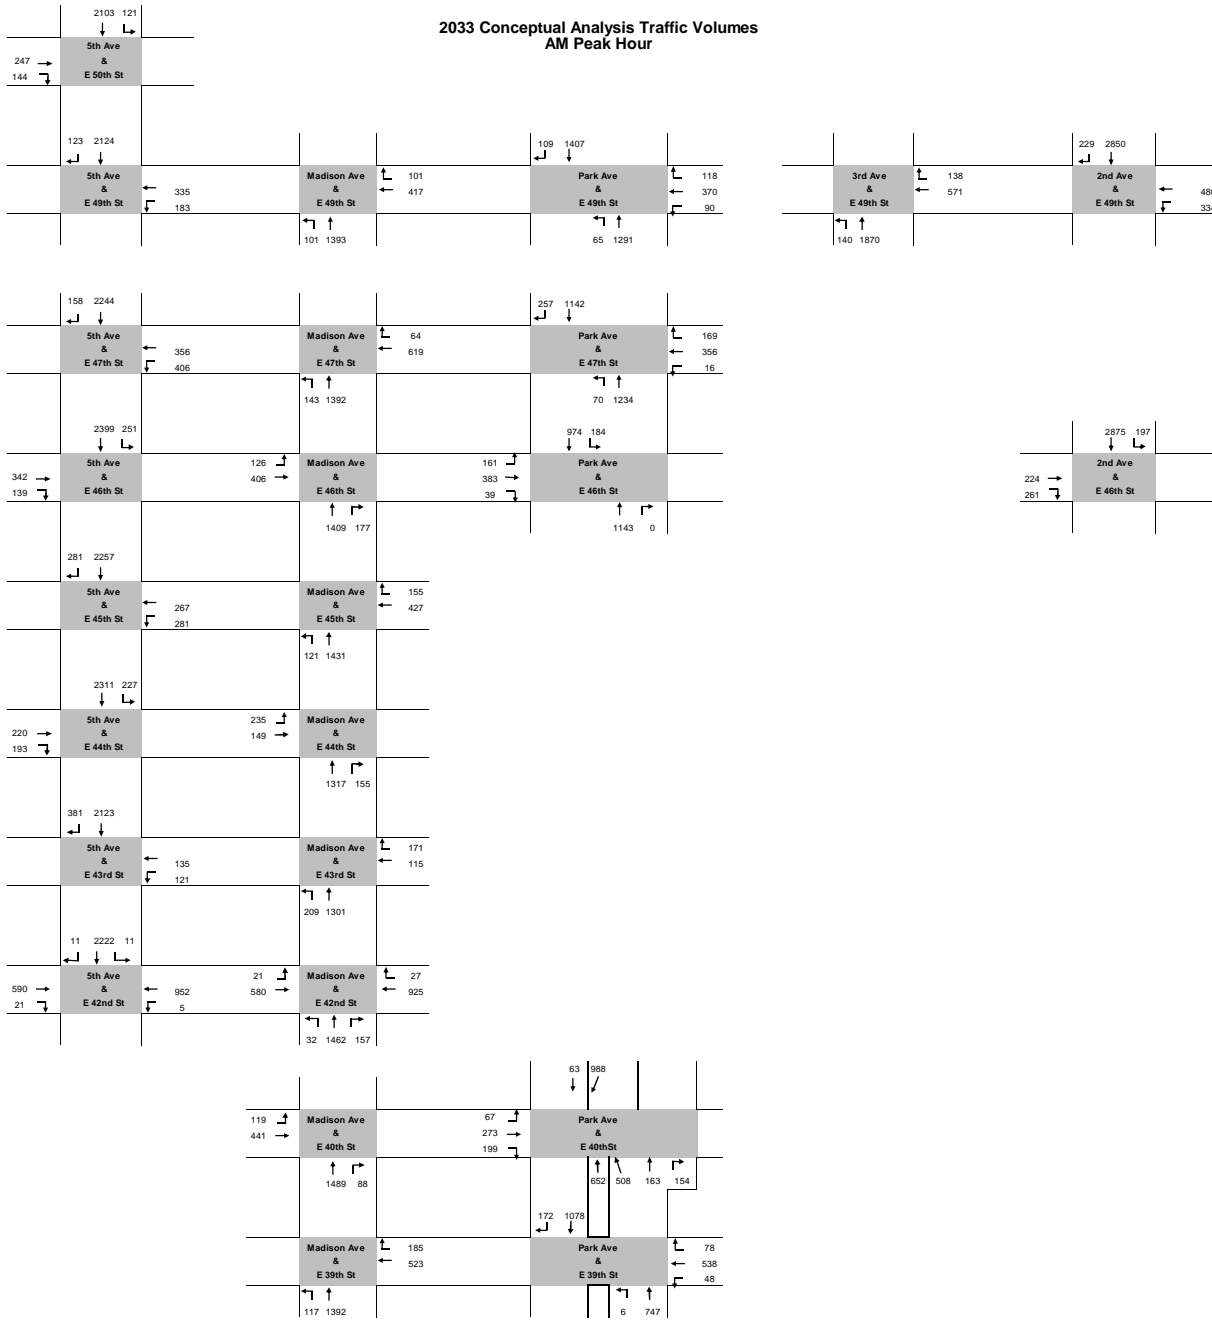 2033 Conceptual Analysis Traffic Volumes
AM Peak Hour
2103 121
5th Ave
&
E 50th St
247
144
123 2124
5th Ave
&
E 49th St
335
183
Madison Ave
&
E 49th St
101
417
101 1393
109 1407
Park Ave
&
E 49th St
118
370
90
65 1291
3rd Ave
&
E 49th St
138
571
140 1870
229 2850
2nd Ave
&
E 49th St
158 2244
5th Ave
&
E 47th St
356
406
Madison Ave
&
E 47th St
64
619
143 1392
257 1142
Park Ave
&
E 47th St
169
356
16
70 1234
2399 251
342
139
5th Ave
&
E 46th St
126
406
Madison Ave
&
E 46th St
1409 177
974 184
161
383
39
Park Ave
&
E 46th St
1143 0
2875 197
224
261
2nd Ave
&
E 46th St
281 2257
5th Ave
&
E 45th St
267
281
Madison Ave
&
E 45th St
155
427
121 1431
2311 227
220
193
5th Ave
&
E 44th St
235
149
Madison Ave
&
E 44th St
1317 155
381 2123
5th Ave
&
E 43rd St
135
121
Madison Ave
&
E 43rd St
171
115
209 1301
11 2222 11
590
21
5th Ave
&
E 42nd St
952
5
21
580
Madison Ave
&
E 42nd St
27
925
32 1462 157
119
441
Madison Ave
&
E 40th St
1489 88
63 988
67
273
199
Park Ave
&
E 40thSt
652 508 163 154
Madison Ave
&
E 39th St
185
523
117 1392
172 1078
Park Ave
&
E 39th St
78
538
48
6 747